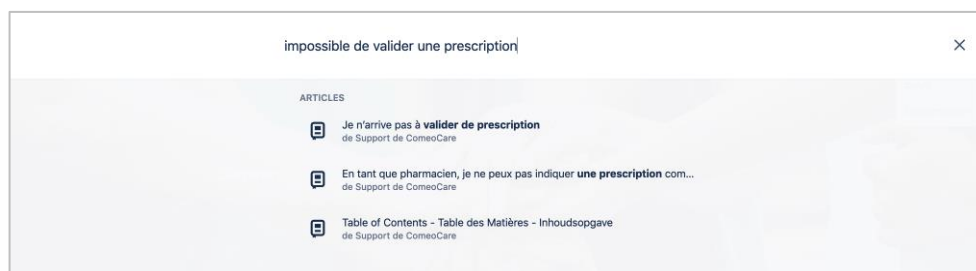 impossible de valider une prescription
ARTICLES
Je n'arrive pas à valider de prescription
de Support de ComeoCare
En tant que pharmacien, je ne peux pas indiquer une prescription com...
de Support de ComeoCare
Table of Contents - Table des Matières - Inhoudsopgave
de Support de ComeoCare